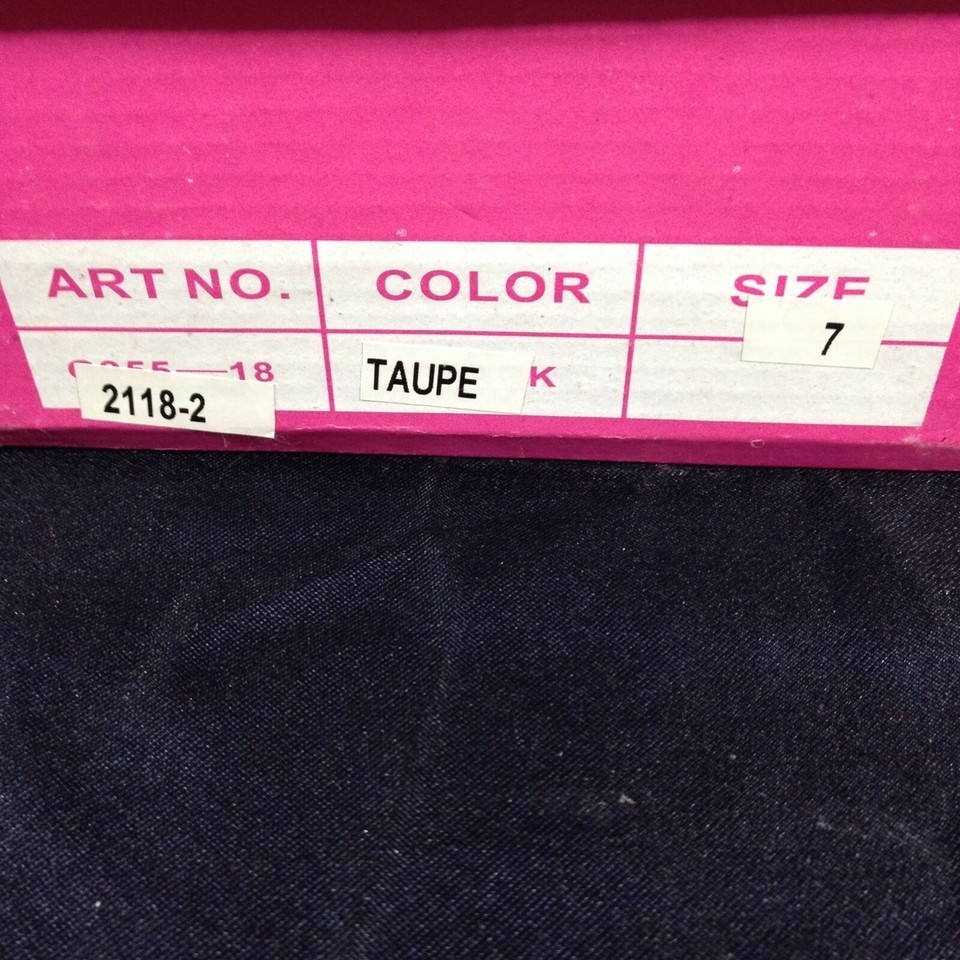 ART NO. COLOR SIZE
2118-2 TAUPE K 7